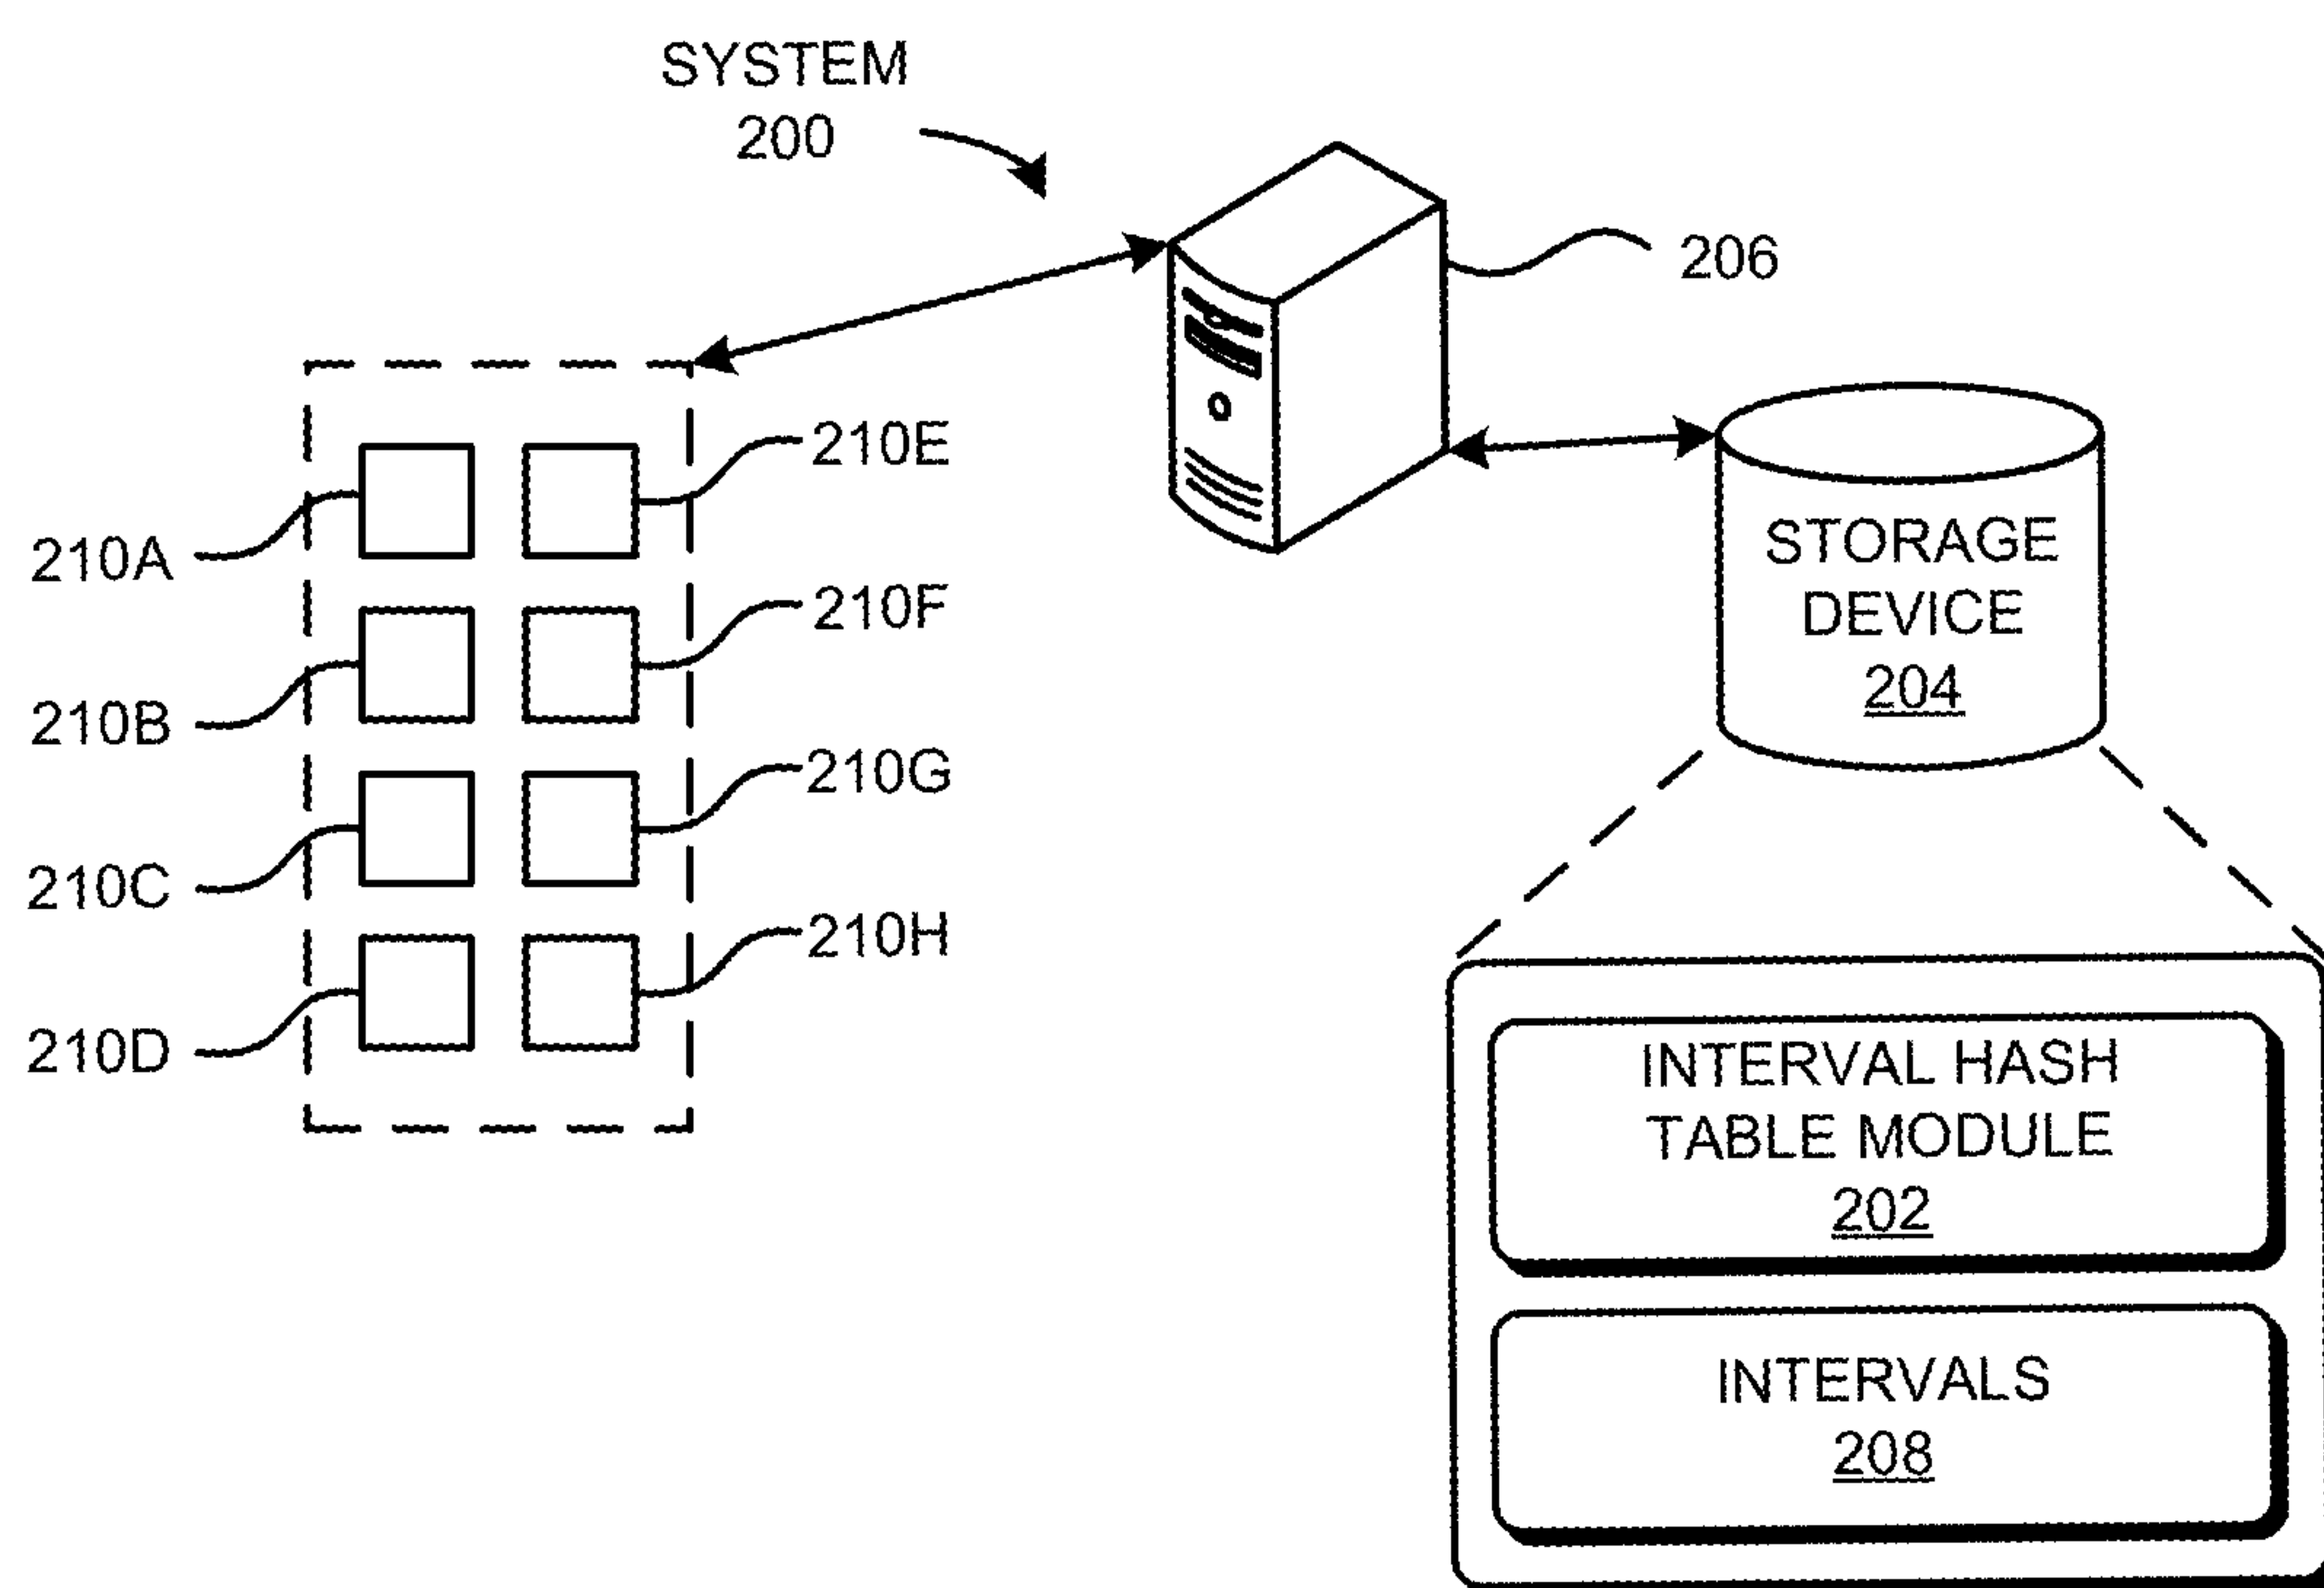 SYSTEM
200
206
210A
210B
210C
210D
210E
210F
210G
210H
STORAGE
DEVICE
204
INTERVAL HASH
TABLE MODULE
202
INTERVALS
208